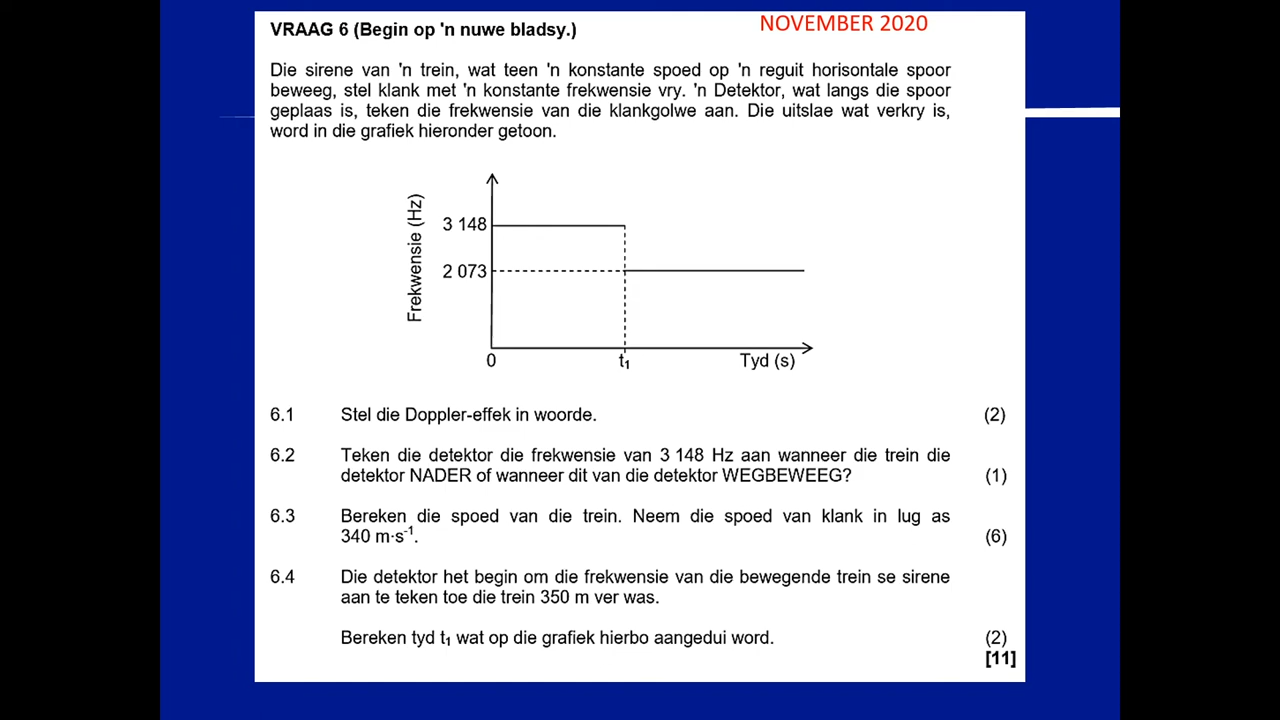 NOVEMBER 2020
VRAAG 6 (Begin op 'n nuwe bladsy.)
Die sirene van 'n trein, wat teen 'n konstante spoed op 'n reguit horisontale spoor
beweeg, stel klank met 'n konstante frekwensie vry. 'n Detektor, wat langs die spoor
geplaas is, teken die frekwensie van die klankgolwe aan. Die uitslae wat verkry is,
word in die grafiek hieronder getoon.
Frekwensie (Hz)
3 148
2 073
0
t₁
Tyd (s)
6.1 Stel die Doppler-effek in woorde. (2)
6.2 Teken die detektor die frekwensie van 3 148 Hz aan wanneer die trein die
detektor NADER of wanneer dit van die detektor WEGBEWEEG? (1)
6.3 Bereken die spoed van die trein. Neem die spoed van klank in lug as
340 m·s⁻¹. (6)
6.4 Die detektor het begin om die frekwensie van die bewegende trein se sirene
aan te teken toe die trein 350 m ver was.
Bereken tyd t₁ wat op die grafiek hierbo aangedui word. (2)
[11]